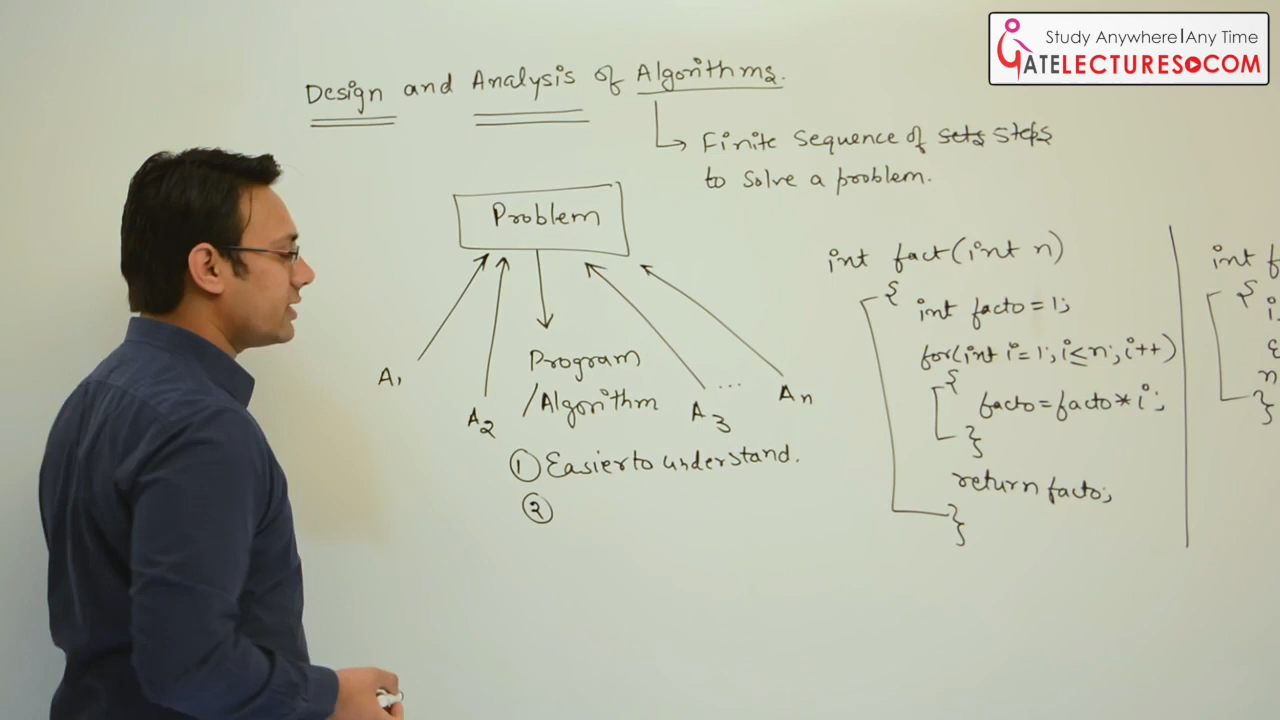 Study Anywhere|Any Time
GATELECTURES.COM
Design and Analysis of Algorithms.
Finite Sequence of sets steps
to solve a problem.
Problem
Program
/Algorithm
A1
A2
A3
...
An
① Easier to understand.
②
int fact(int n)
{
int facto = 1;
for(int i = 1; i ≤ n; i++)
{
facto = facto * i;
}
return facto;
}
int f
{
i
n
}